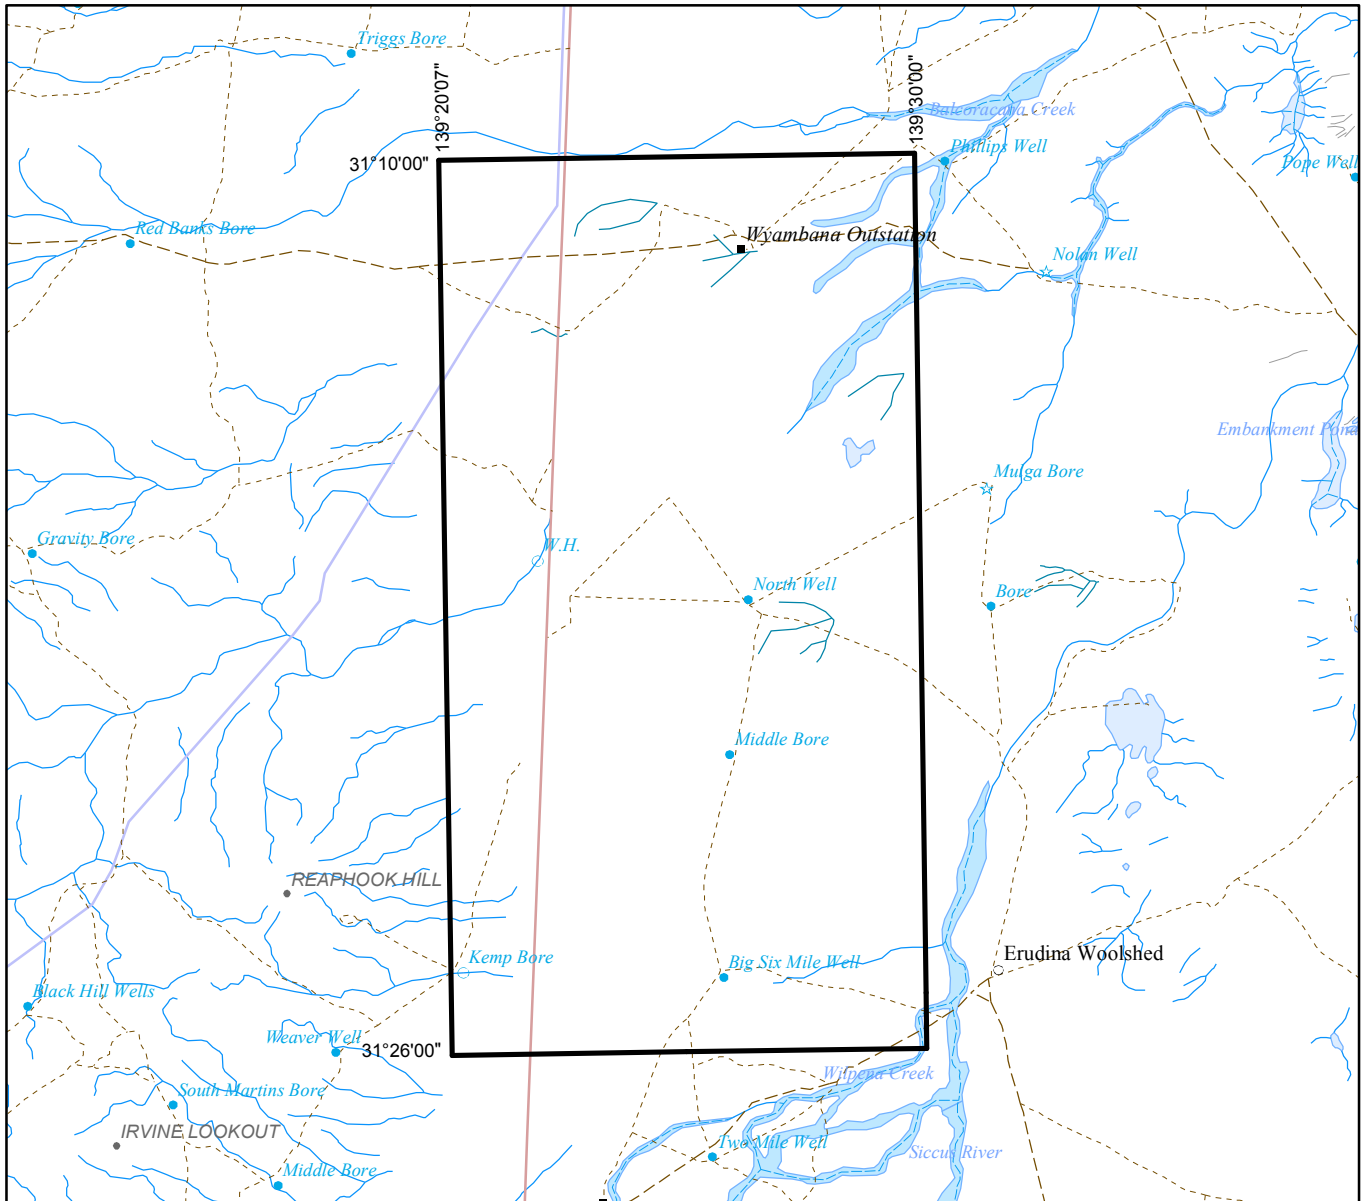 Triggs Bore
139°20'07"
139°30'00"
Balcoracana Creek
Phillips Well
31°10'00"
Pope Well
Red Banks Bore
Wyambana Outstation
Nolan Well
Embankment Pond
Mulga Bore
Gravity Bore
W.H.
North Well
Bore
Middle Bore
REAPHOOK HILL
Erudina Woolshed
Kemp Bore
Big Six Mile Well
Black Hill Wells
Weaver Well
31°26'00"
Wilpena Creek
South Martins Bore
IRVINE LOOKOUT
Two Mile Well
Siccus River
Middle Bore